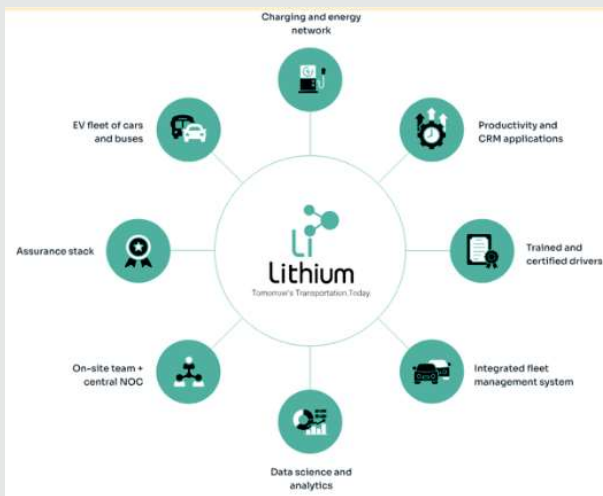 Charging and energy
network
EV fleet of cars
and buses
Productivity and
CRM applications
Assurance stack
Li
Lithium
Tomorrow's Transportation.Today.
Trained and
certified drivers
On-site team +
central NOC
Integrated fleet
management system
Data science and
analytics